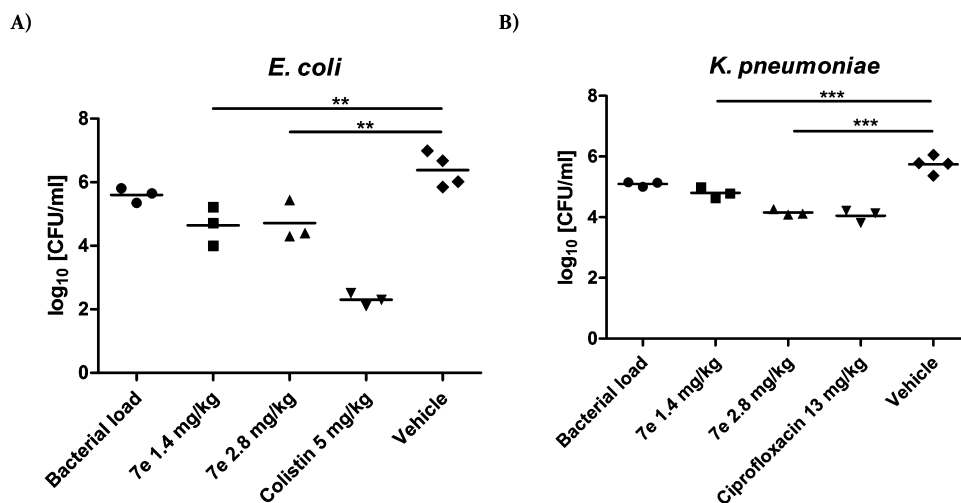 A)
E. coli
**
**
log10 [CFU/ml]
8
6
4
2
0
Bacterial load
7e 1.4 mg/kg
7e 2.8 mg/kg
Colistin 5 mg/kg
Vehicle
B)
K. pneumoniae
***
***
log10 [CFU/ml]
8
6
4
2
0
Bacterial load
7e 1.4 mg/kg
7e 2.8 mg/kg
Ciprofloxacin 13 mg/kg
Vehicle